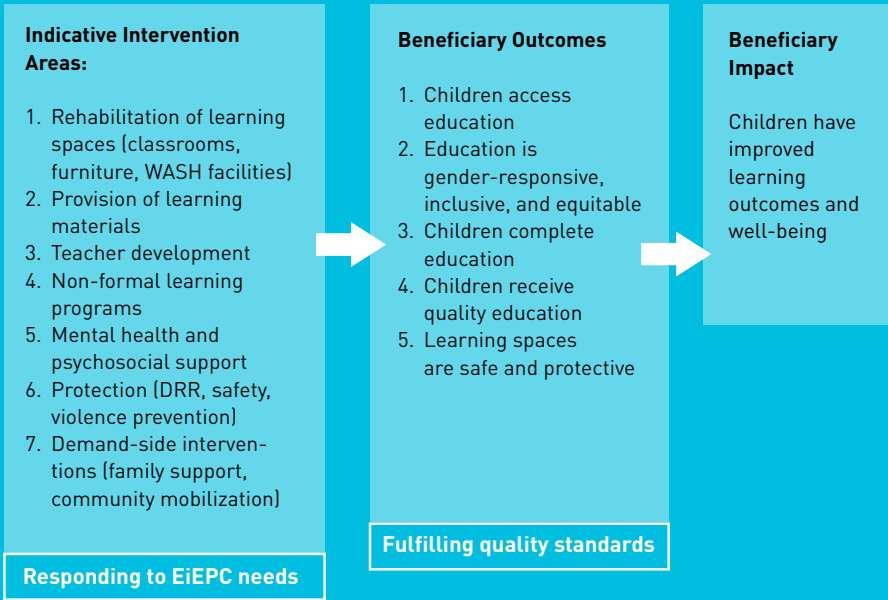 Indicative Intervention
Areas:
1. Rehabilitation of learning
spaces (classrooms,
furniture, WASH facilities)
2. Provision of learning
materials
3. Teacher development
4. Non-formal learning
programs
5. Mental health and
psychosocial support
6. Protection (DRR, safety,
violence prevention)
7. Demand-side interven-
tions (family support,
community mobilization)
Responding to EiEPC needs
Beneficiary Outcomes
1. Children access
education
2. Education is
gender-responsive,
inclusive, and equitable
3. Children complete
education
4. Children receive
quality education
5. Learning spaces
are safe and protective
Fulfilling quality standards
Beneficiary
Impact
Children have
improved
learning
outcomes and
well-being